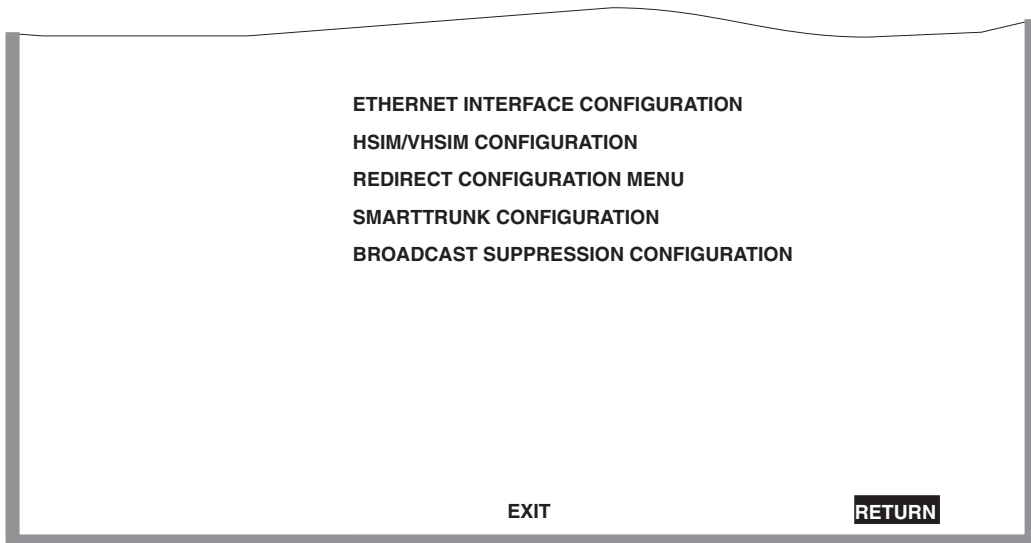 ETHERNET INTERFACE CONFIGURATION
HSIM/VHSIM CONFIGURATION
REDIRECT CONFIGURATION MENU
SMARTTRUNK CONFIGURATION
BROADCAST SUPPRESSION CONFIGURATION
EXIT RETURN